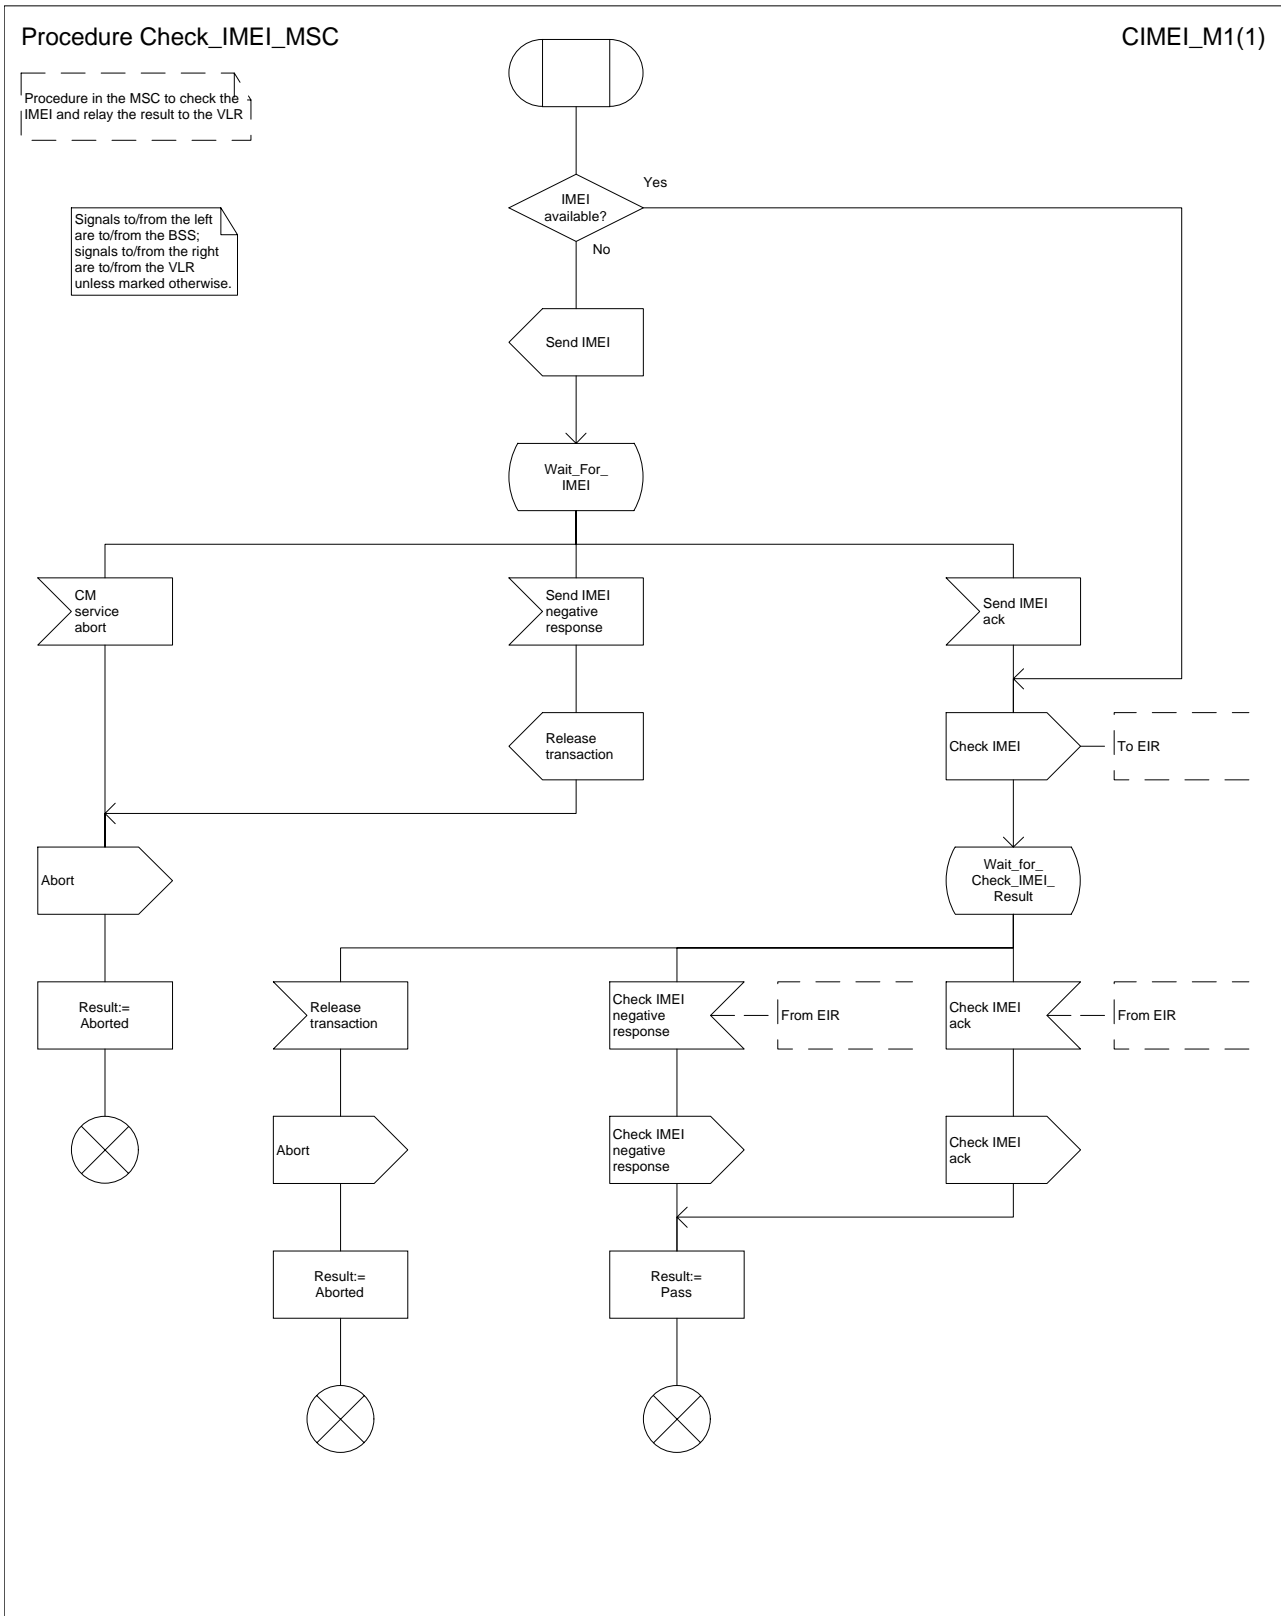 Procedure Check_IMEI_MSC
CIMEI_M1(1)
Procedure in the MSC to check the
IMEI and relay the result to the VLR
Signals to/from the left
are to/from the BSS;
signals to/from the right
are to/from the VLR
unless marked otherwise.
IMEI
available?
Yes
No
Send IMEI
Wait_For_
IMEI
CM
service
abort
Send IMEI
negative
response
Send IMEI
ack
Release
transaction
Check IMEI
To EIR
Abort
Wait_for_
Check_IMEI_
Result
Result:=
Aborted
Release
transaction
Check IMEI
negative
response
From EIR
Check IMEI
ack
From EIR
Abort
Check IMEI
negative
response
Check IMEI
ack
Result:=
Aborted
Result:=
Pass